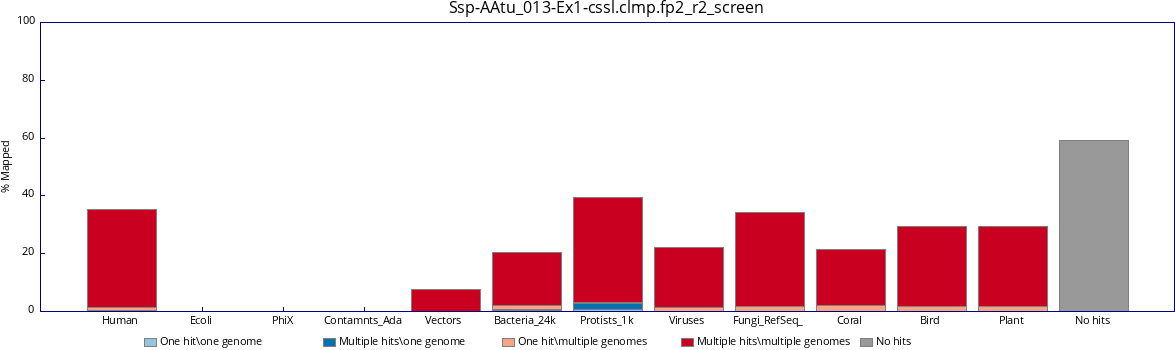 Ssp-AAtu_013-Ex1-cssl.clmp.fp2_r2_screen
100
80
60
40
20
0
% Mapped
Human Ecoli PhiX Contamnts_Ada Vectors Bacteria_24k Protists_1k Viruses Fungi_RefSeq_ Coral Bird Plant No hits
One hit\one genome Multiple hits\one genome One hit\multiple genomes Multiple hits\multiple genomes No hits